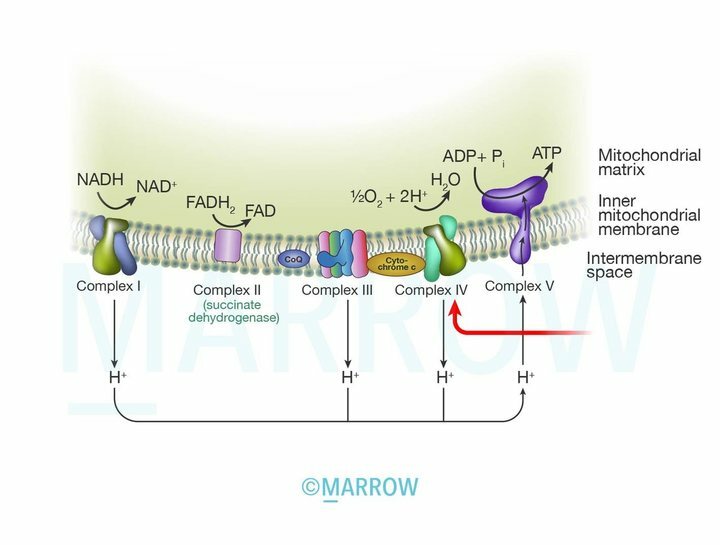 NADH
NAD⁺
FADH₂
FAD
½O₂ + 2H⁺
H₂O
ADP+ Pᵢ
ATP
Mitochondrial
matrix
Inner
mitochondrial
membrane
Intermembrane
space
CoQ
Cyto-
chrome c
Complex I
Complex II
(succinate
dehydrogenase)
Complex III
Complex IV
Complex V
MARROW
H⁺
H⁺
H⁺
H⁺
©MARROW